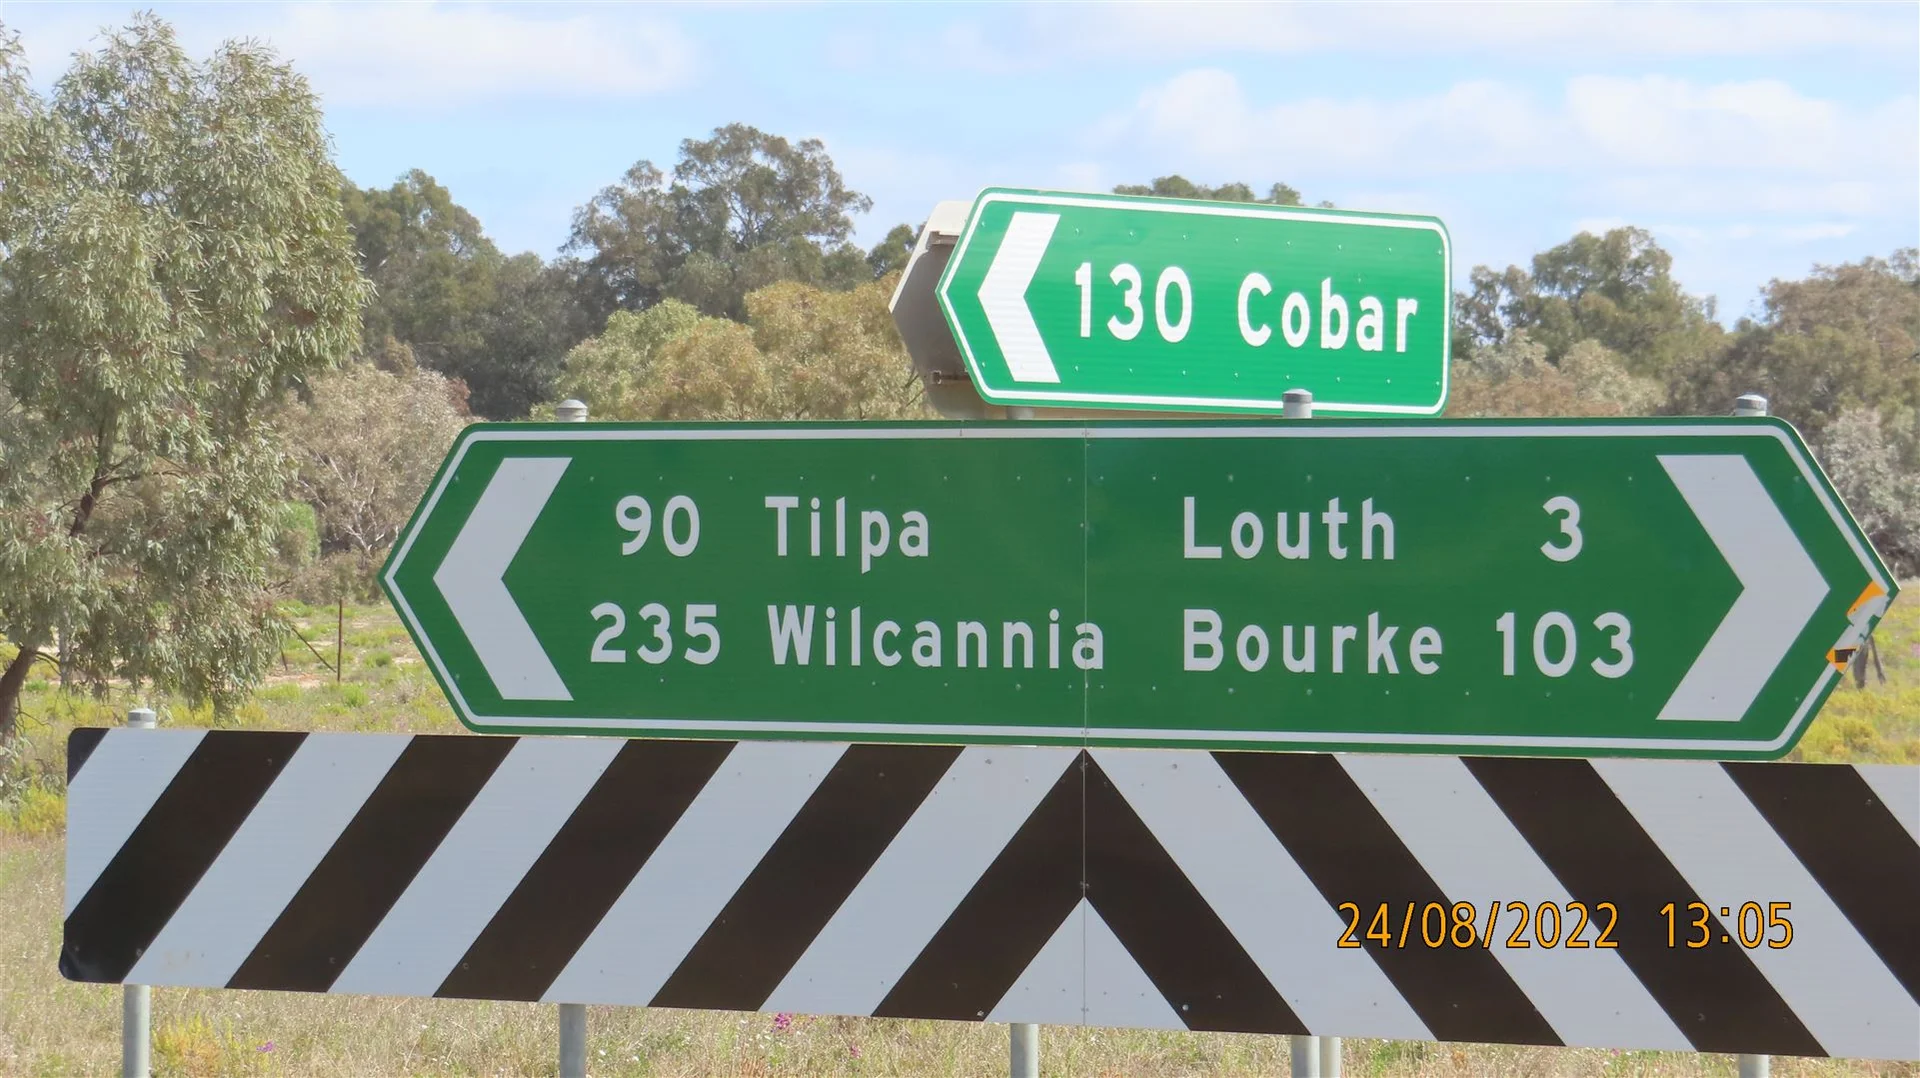 130 Cobar
90 Tilpa Louth 3
235 Wilcannia Bourke 103
24/08/2022 13:05